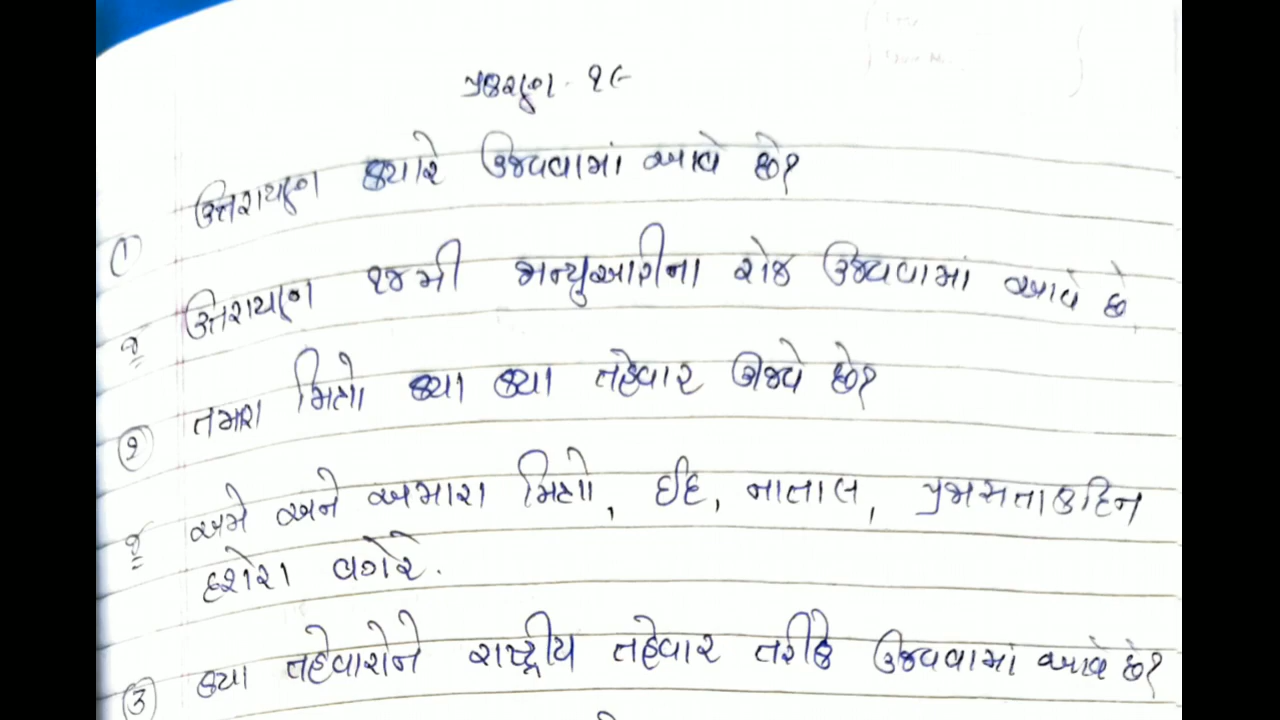 પ્રકરણ. ૧૯
① ઉત્તરાયણ ક્યારે ઉજવવામાં આવે છે?
જ ઉત્તરાયણ ૧૪મી જાન્યુઆરીના રોજ ઉજવવામાં આવે છે
② તમારા મિત્રો ક્યા ક્યા તહેવાર ઊજવે છે?
જ અમે અને અમારા મિત્રો, ઈદ, નાતાલ, પ્રજાસત્તાકદિન
દશેરા વગેરે.
③ ક્યા તહેવારોને રાષ્ટ્રીય તહેવાર તરીકે ઉજવવામાં આવે છે?